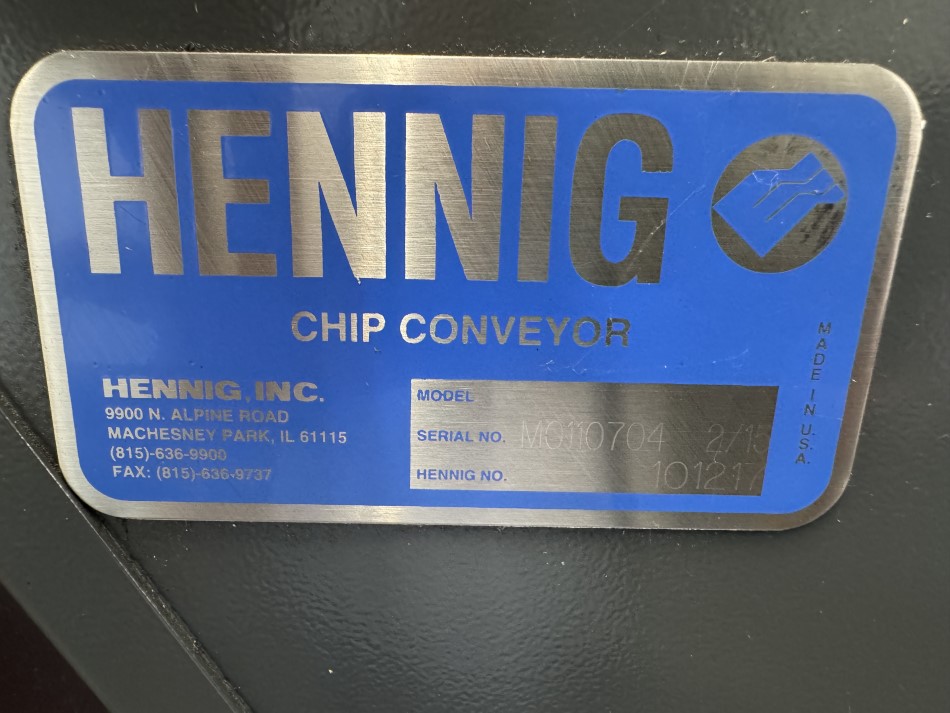 HENNIG
CHIP CONVEYOR
HENNIG, INC.
9900 N. ALPINE ROAD
MACHESNEY PARK, IL 61115
(815)-636-9900
FAX: (815)-636-9737
MODEL
SERIAL NO. M0110704
HENNIG NO. 101217
MADE IN U.S.A.